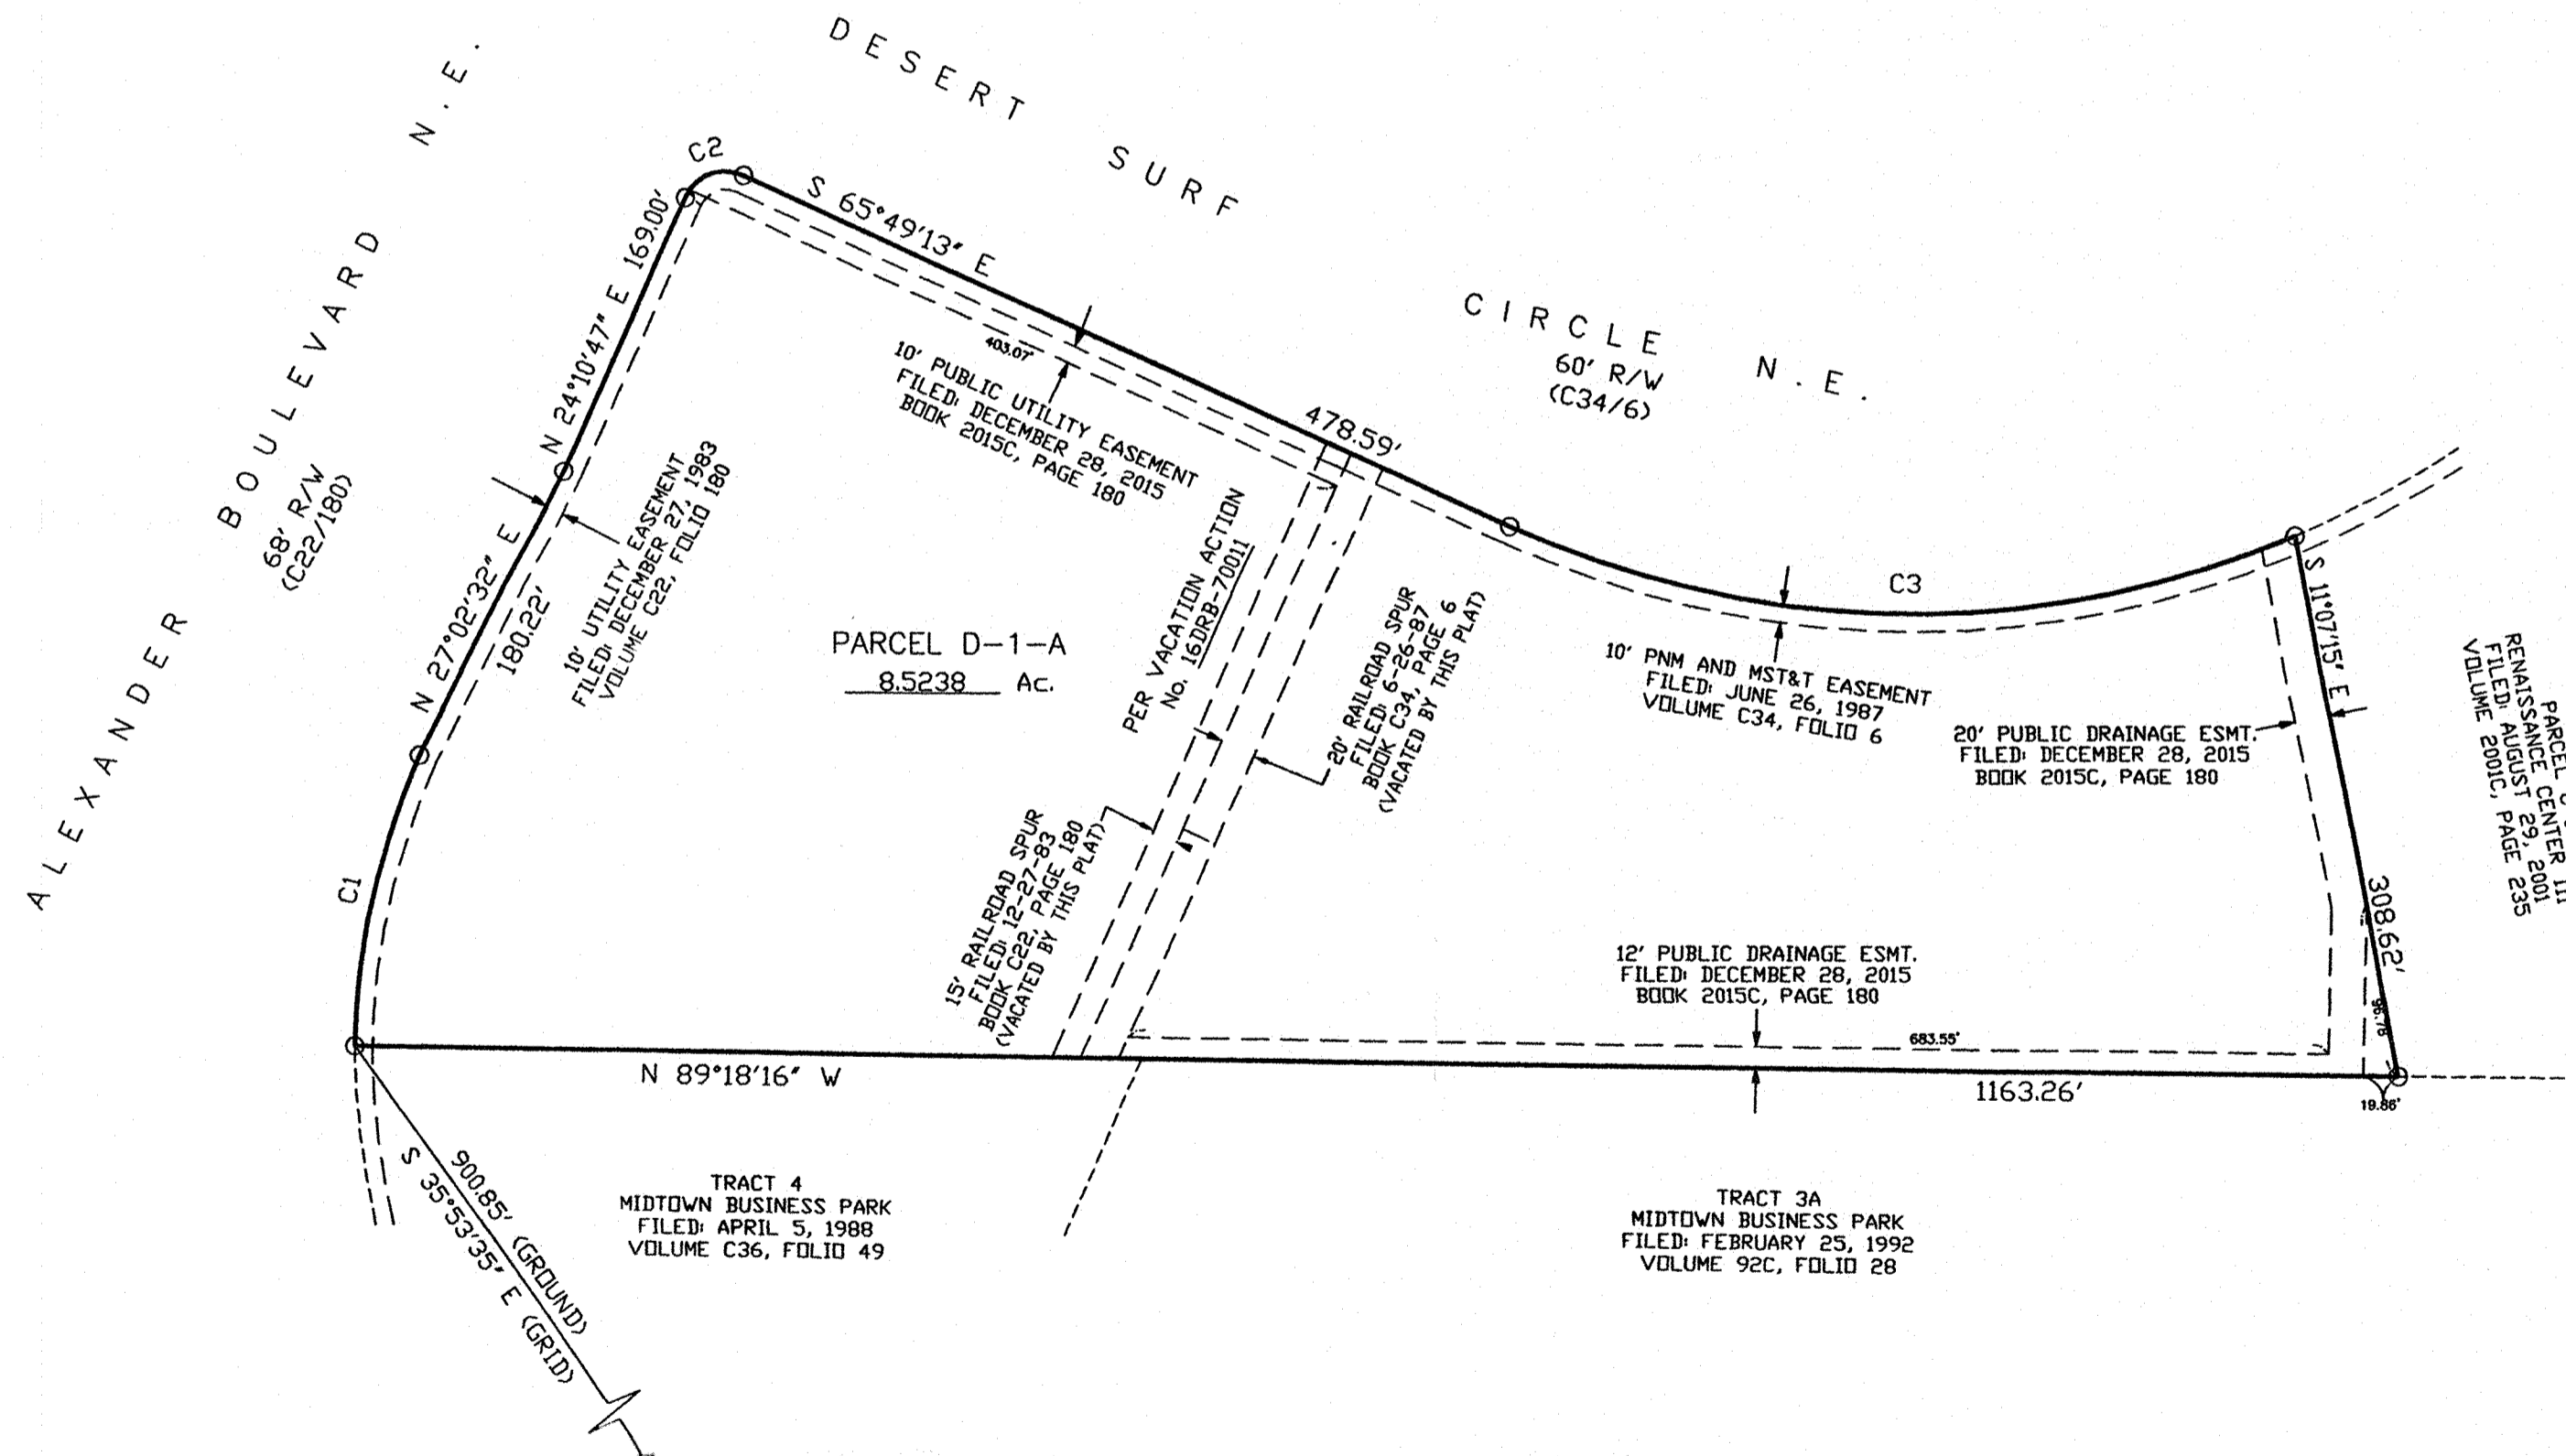 DESERT SURF CIRCLE N.E.
60' R/W
(C34/6)
ALEXANDER BOULEVARD N.E.
68' R/W
(C22/180)
C2
S 65°49'13" E
478.59'
N 24°10'47" E 169.00'
N 27°02'32" E
180.22'
C1
C3
403.07'
10' PUBLIC UTILITY EASEMENT
FILED: DECEMBER 28, 2015
BOOK 2015C, PAGE 180
10' UTILITY EASEMENT
FILED: DECEMBER 27, 1983
VOLUME C22, FOLIO 180
PARCEL D-1-A
8.5238 Ac.
PER VACATION ACTION
No. 16DRB-70011
20' RAILROAD SPUR
FILED: 6-26-87
BOOK C34, PAGE 6
(VACATED BY THIS PLAT)
15' RAILROAD SPUR
FILED: 12-27-83
BOOK C22, PAGE 180
(VACATED BY THIS PLAT)
10' PNM AND MST&T EASEMENT
FILED: JUNE 26, 1987
VOLUME C34, FOLIO 6
20' PUBLIC DRAINAGE ESMT.
FILED: DECEMBER 28, 2015
BOOK 2015C, PAGE 180
S 11°07'15" E
308.62'
PARCEL
RENAISSANCE CENTER III
FILED: AUGUST 29, 2001
VOLUME 2001C, PAGE 235
12' PUBLIC DRAINAGE ESMT.
FILED: DECEMBER 28, 2015
BOOK 2015C, PAGE 180
683.55'
96.78'
19.86'
N 89°18'16" W
1163.26'
900.85' (GROUND)
S 35°53'35" E (GRID)
TRACT 4
MIDTOWN BUSINESS PARK
FILED: APRIL 5, 1988
VOLUME C36, FOLIO 49
TRACT 3A
MIDTOWN BUSINESS PARK
FILED: FEBRUARY 25, 1992
VOLUME 92C, FOLIO 28